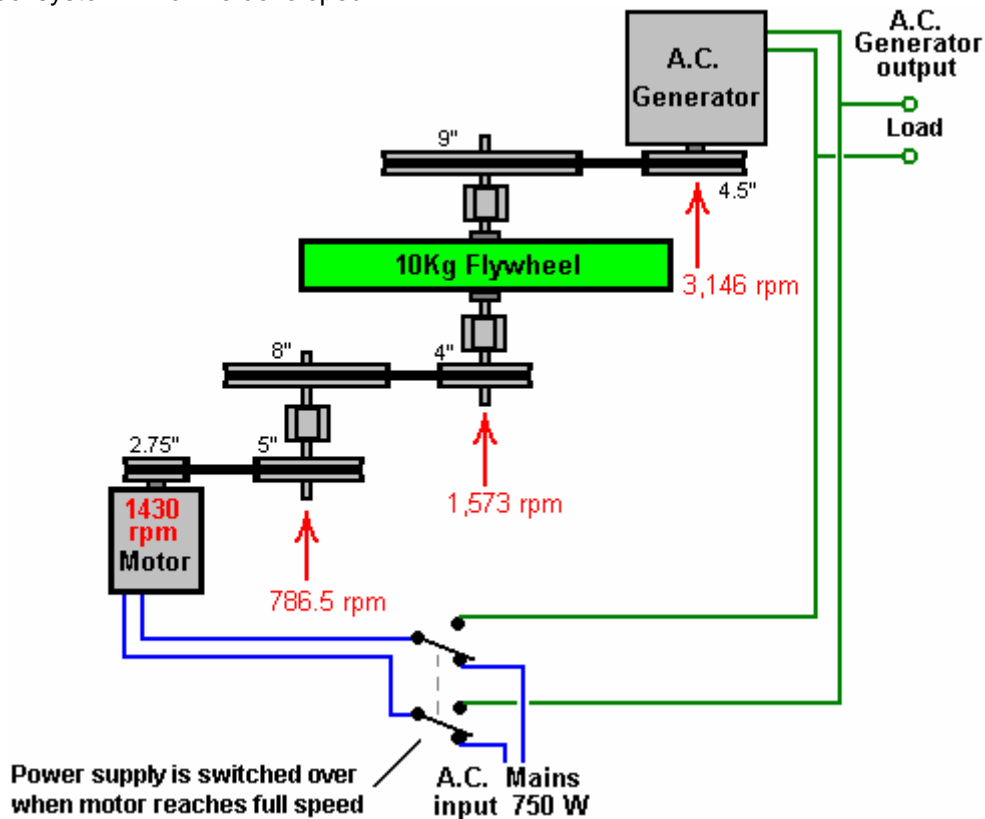 A.C.
Generator
output
A.C.
Generator
Load
9"
4.5"
10Kg Flywheel
3,146 rpm
8"
4"
2.75"
5"
1,573 rpm
1430
rpm
Motor
786.5 rpm
Power supply is switched over
when motor reaches full speed
A.C. Mains
input 750 W